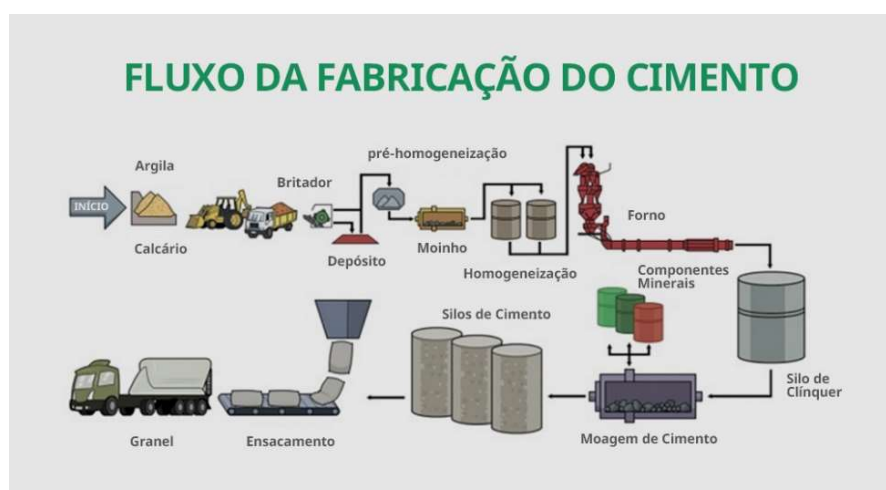 FLUXO DA FABRICAÇÃO DO CIMENTO
INÍCIO
Argila
Calcário
Britador
Depósito
pré-homogeneização
Moinho
Homogeneização
Forno
Componentes
Minerais
Silo de
Clínquer
Moagem de Cimento
Silos de Cimento
Ensacamento
Granel